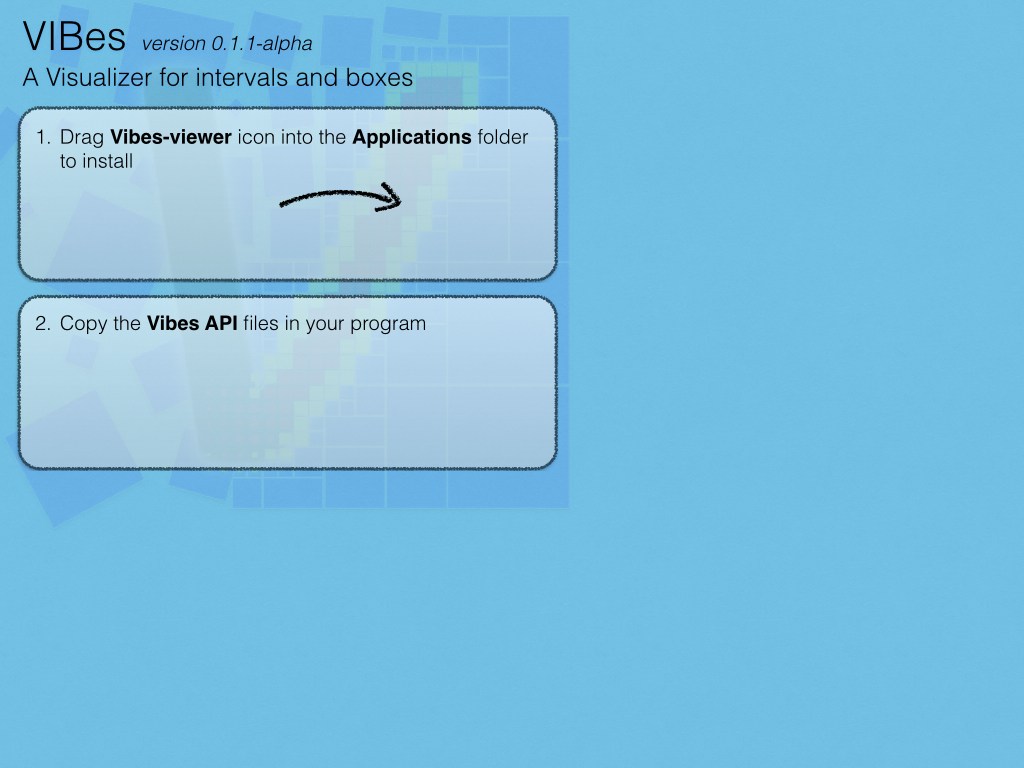 VIBes version 0.1.1-alpha
A Visualizer for intervals and boxes
1. Drag Vibes-viewer icon into the Applications folder
to install
2. Copy the Vibes API files in your program